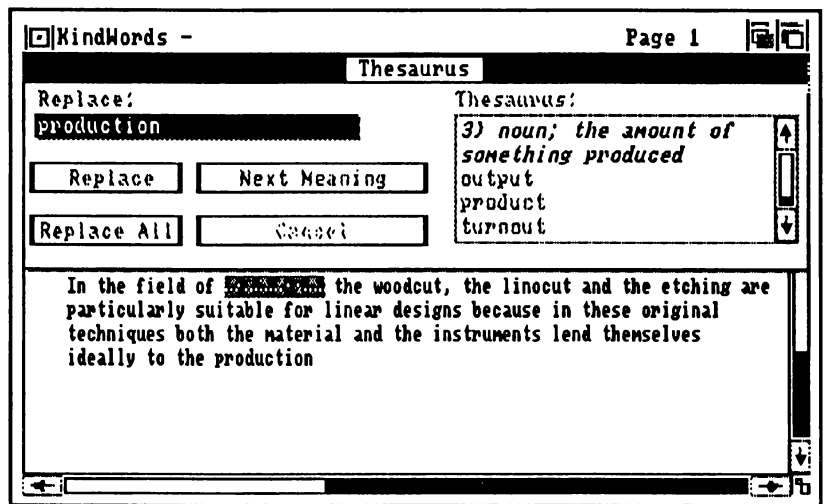 KindWords - Page 1
Thesaurus
Replace:
production
Replace
Next Meaning
Replace All
Cancel
Thesaurus:
3) noun; the amount of
something produced
output
product
turnout
In the field of the woodcut, the linocut and the etching are
particularly suitable for linear designs because in these original
techniques both the material and the instruments lend themselves
ideally to the production